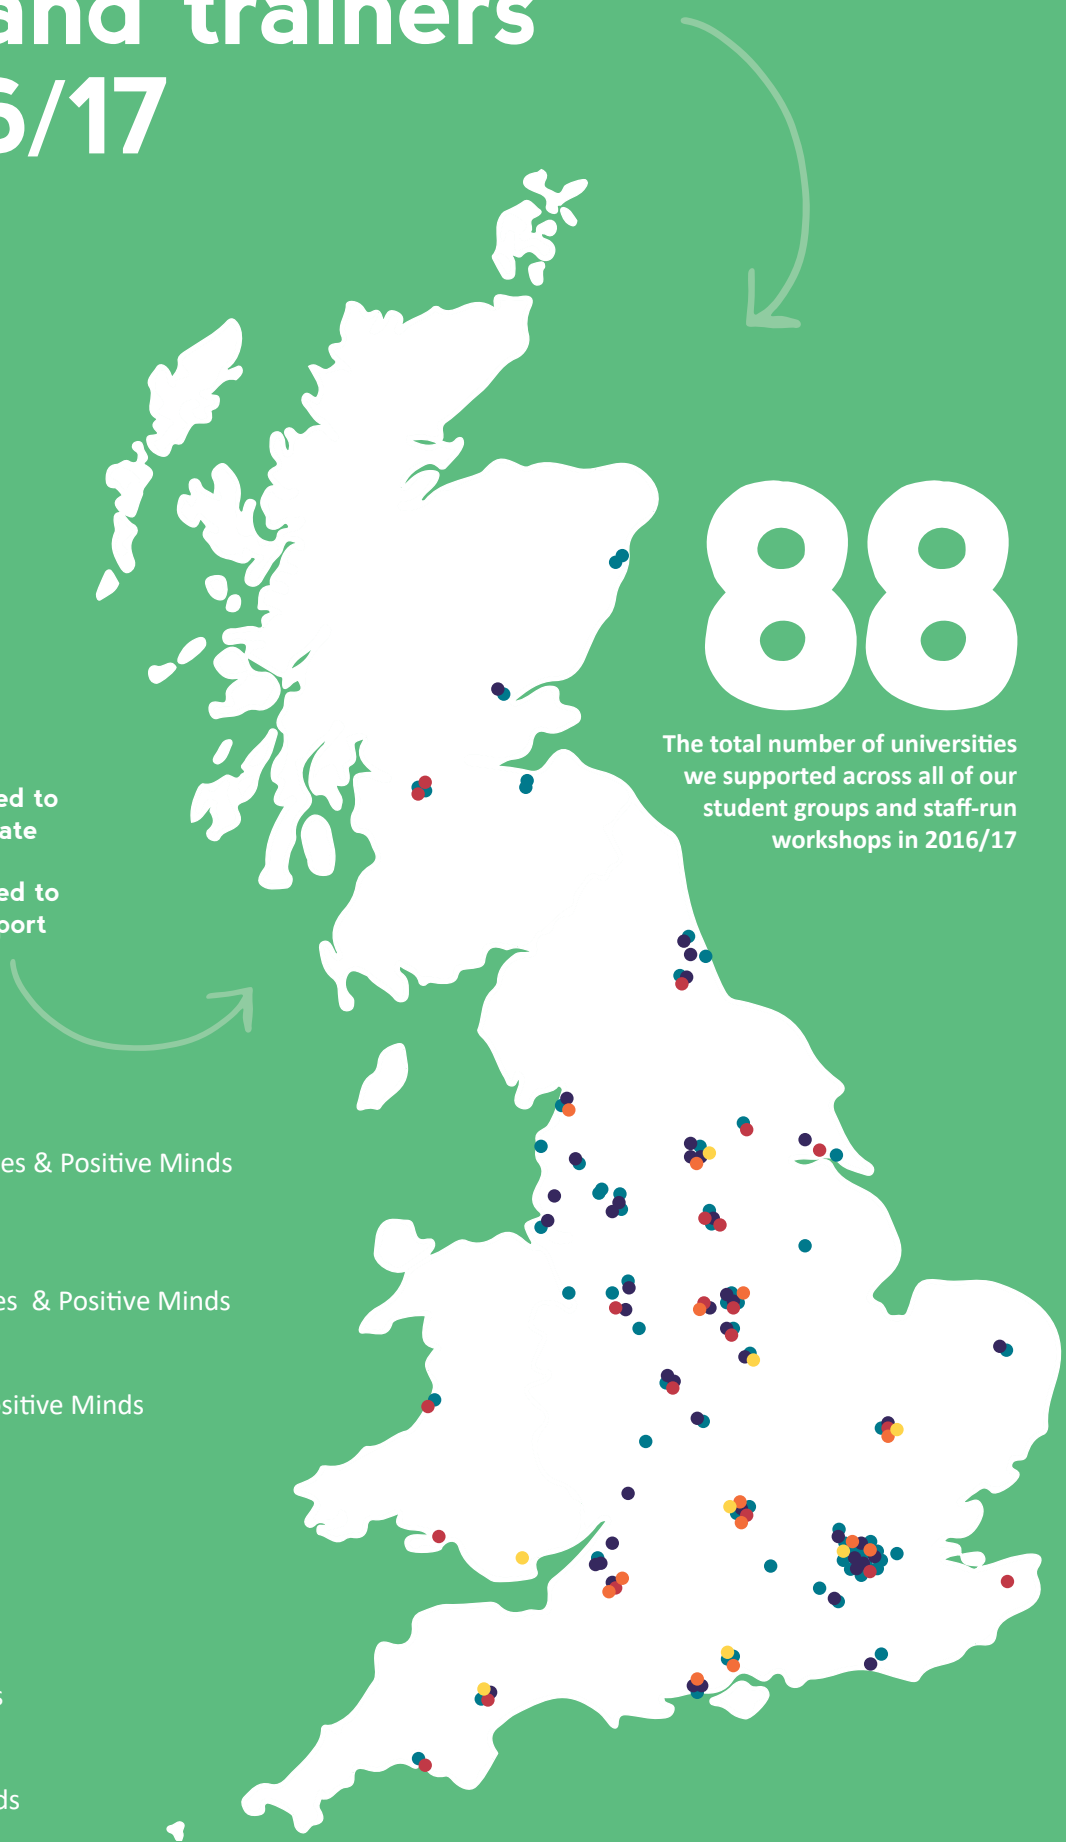 and trainers
6/17
88
The total number of universities
we supported across all of our
student groups and staff-run
workshops in 2016/17
ed to
ate
ed to
port
es & Positive Minds
es & Positive Minds
sitive Minds
s
ds